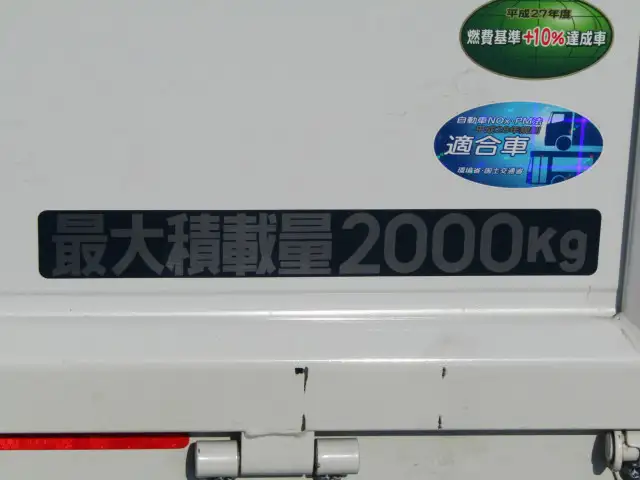 平成27年度
燃費基準+10%達成車
自動車NOx・PM法
適合車
環境省・国土交通省
最大積載量2000Kg